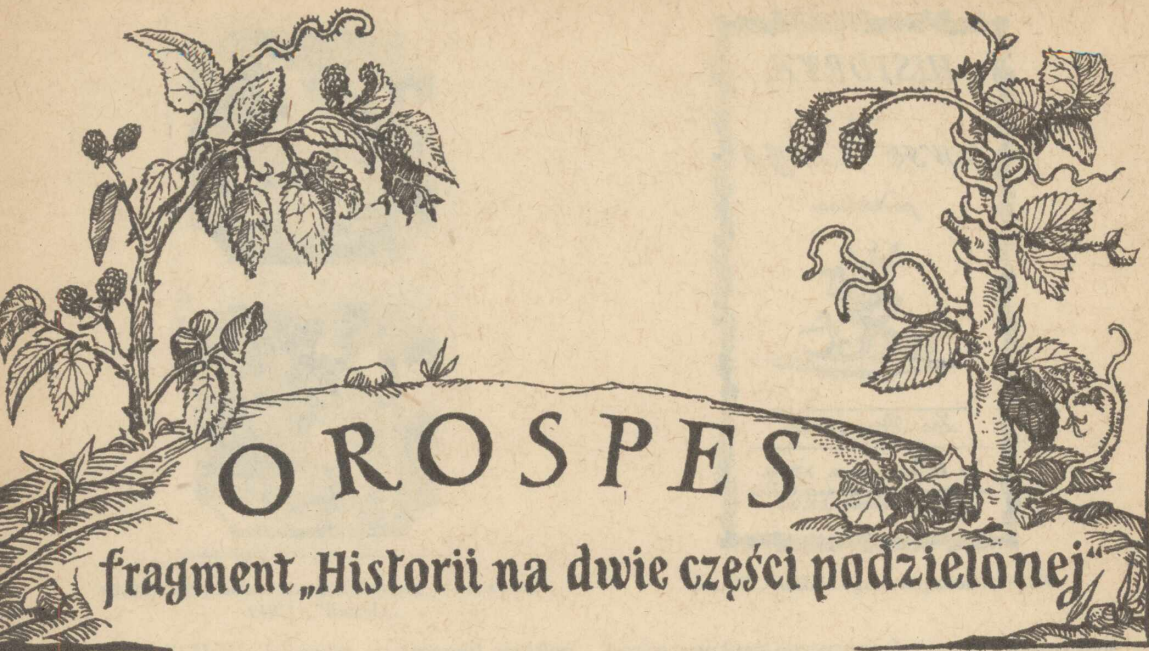 OROSPES
fragment „Historii na dwie części podzielonej”